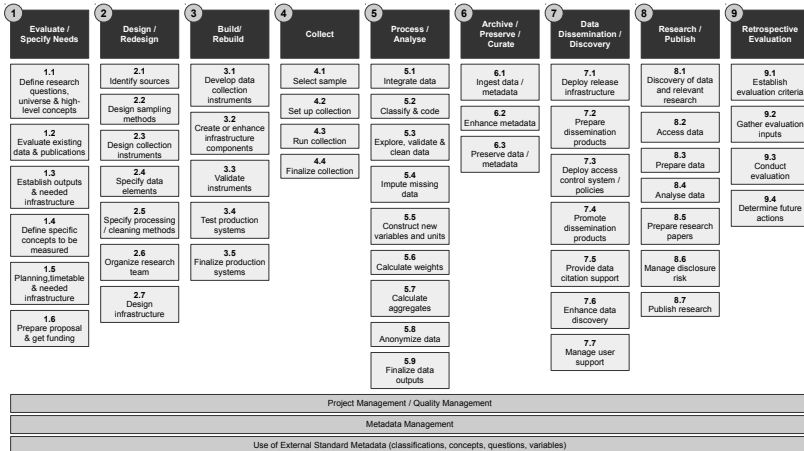 1
Evaluate /
Specify Needs
1.1
Define research
questions,
universe & high-
level concepts
1.2
Evaluate existing
data & publications
1.3
Establish outputs
& needed
infrastructure
1.4
Define specific
concepts to be
measured
1.5
Planning,timetable
& needed
infrastructure
1.6
Prepare proposal
& get funding
2
Design /
Redesign
2.1
Identify sources
2.2
Design sampling
methods
2.3
Design collection
instruments
2.4
Specify data
elements
2.5
Specify processing
/ cleaning methods
2.6
Organize research
team
2.7
Design
infrastructure
3
Build/
Rebuild
3.1
Develop data
collection
instruments
3.2
Create or enhance
infrastructure
components
3.3
Validate
instruments
3.4
Test production
systems
3.5
Finalize production
systems
4
Collect
4.1
Select sample
4.2
Set up collection
4.3
Run collection
4.4
Finalize collection
5
Process /
Analyse
5.1
Integrate data
5.2
Classify & code
5.3
Explore, validate &
clean data
5.4
Impute missing
data
5.5
Construct new
variables and units
5.6
Calculate weights
5.7
Calculate
aggregates
5.8
Anonymize data
5.9
Finalize data
outputs
6
Archive /
Preserve /
Curate
6.1
Ingest data /
metadata
6.2
Enhance metadata
6.3
Preserve data /
metadata
7
Data
Dissemination /
Discovery
7.1
Deploy release
infrastructure
7.2
Prepare
dissemination
products
7.3
Deploy access
control system /
policies
7.4
Promote
dissemination
products
7.5
Provide data
citation support
7.6
Enhance data
discovery
7.7
Manage user
support
8
Research /
Publish
8.1
Discovery of data
and relevant
research
8.2
Access data
8.3
Prepare data
8.4
Analyse data
8.5
Prepare research
papers
8.6
Manage disclosure
risk
8.7
Publish research
9
Retrospective
Evaluation
9.1
Establish
evaluation criteria
9.2
Gather evaluation
inputs
9.3
Conduct
evaluation
9.4
Determine future
actions
Project Management / Quality Management
Metadata Management
Use of External Standard Metadata (classifications, concepts, questions, variables)